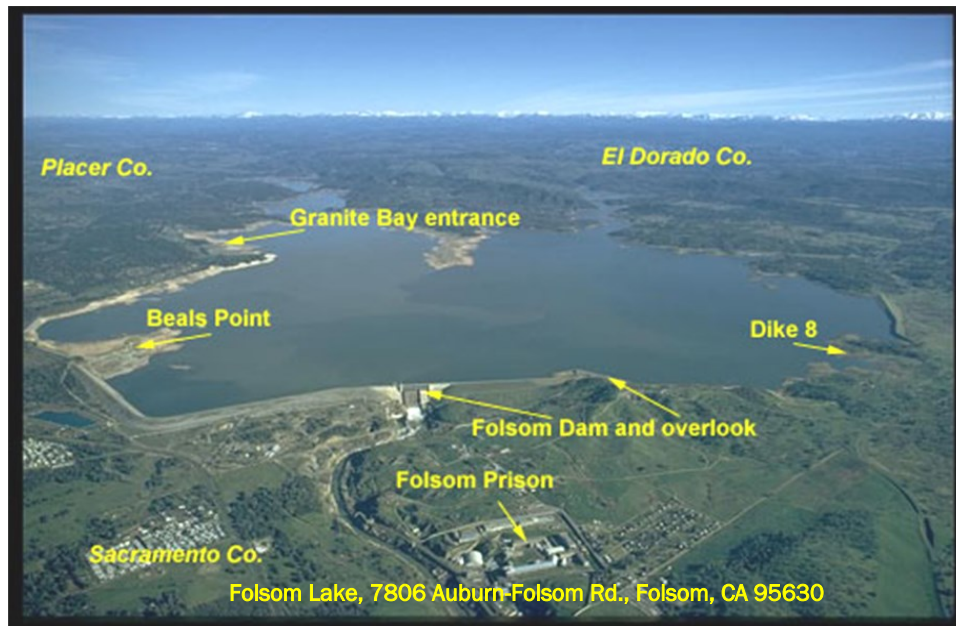 Placer Co.
El Dorado Co.
Granite Bay entrance
Beals Point
Dike 8
Folsom Dam and overlook
Folsom Prison
Sacramento Co.
Folsom Lake, 7806 Auburn-Folsom Rd., Folsom, CA 95630